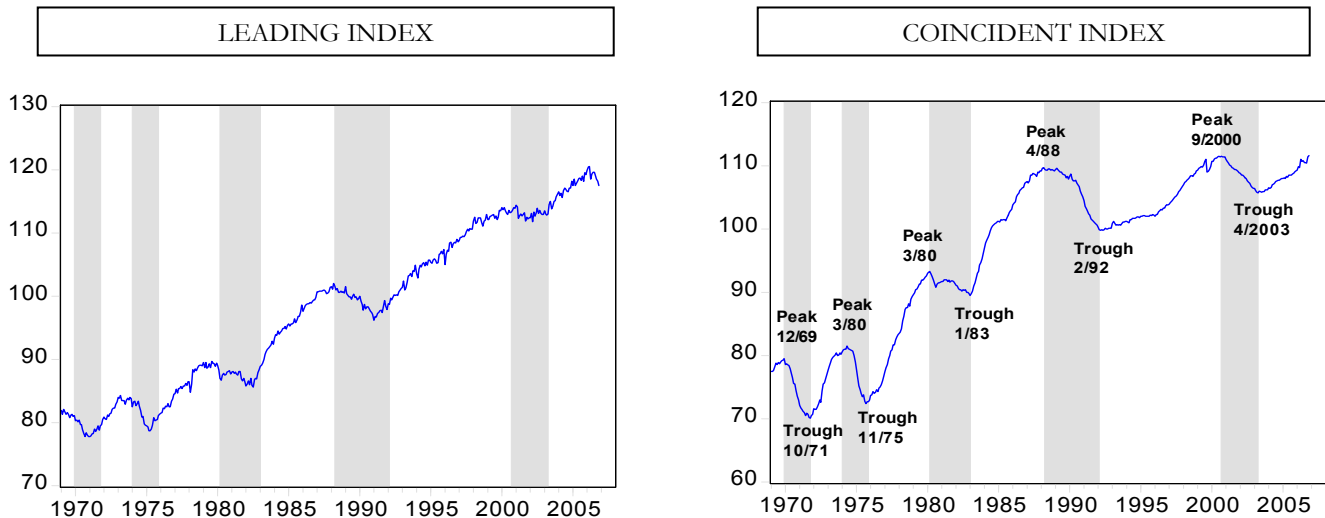 LEADING INDEX
130
120
110
100
90
80
70
1970 1975 1980 1985 1990 1995 2000 2005
COINCIDENT INDEX
120
110
100
90
80
70
60
Peak
12/69
Peak
3/80
Peak
3/80
Peak
4/88
Peak
9/2000
Trough
10/71
Trough
11/75
Trough
1/83
Trough
2/92
Trough
4/2003
1970 1975 1980 1985 1990 1995 2000 2005